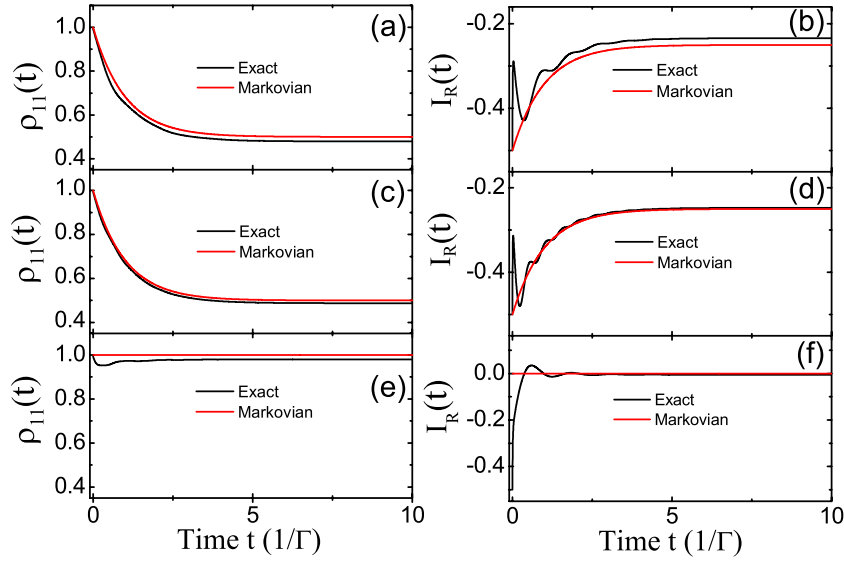 (a)
ρ₁₁(t)
1.0
0.8
0.6
0.4
Exact
Markovian
(b)
I_R(t)
-0.2
-0.4
Exact
Markovian
(c)
ρ₁₁(t)
1.0
0.8
0.6
0.4
Exact
Markovian
(d)
I_R(t)
-0.2
-0.4
Exact
Markovian
(e)
ρ₁₁(t)
1.0
0.8
0.6
0.4
Exact
Markovian
0 5 10
Time t (1/Γ)
(f)
I_R(t)
0.0
-0.2
-0.4
Exact
Markovian
0 5 10
Time t (1/Γ)